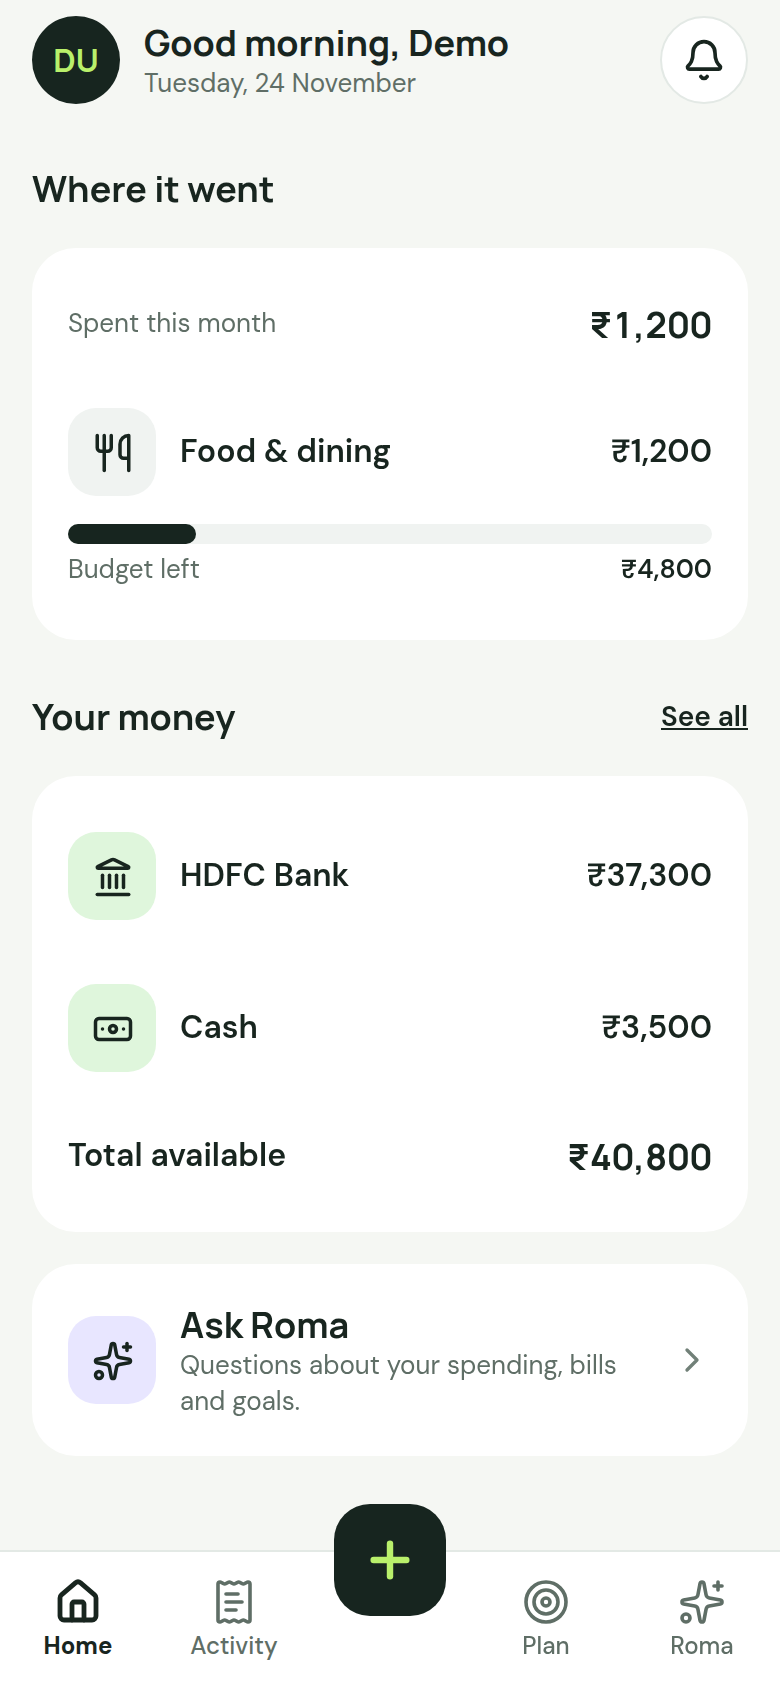 DU
Good morning, Demo
Tuesday, 24 November
Where it went
Spent this month
₹1,200
Food & dining
₹1,200
Budget left
₹4,800
Your money
See all
HDFC Bank
₹37,300
Cash
₹3,500
Total available
₹40,800
Ask Roma
Questions about your spending, bills
and goals.
Home
Activity
Plan
Roma